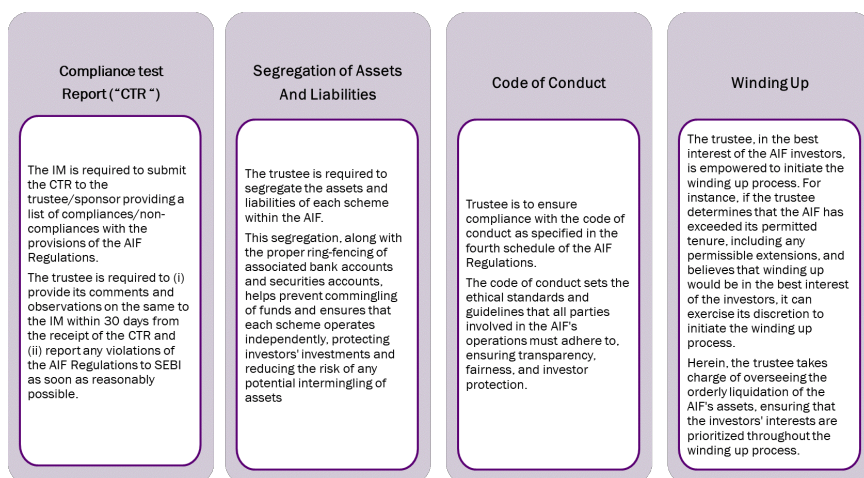 Compliance test
Report (“CTR “)
The IM is required to submit
the CTR to the
trustee/sponsor providing a
list of compliances/non-
compliances with the
provisions of the AIF
Regulations.
The trustee is required to (i)
provide its comments and
observations on the same to
the IM within 30 days from
the receipt of the CTR and
(ii) report any violations of
the AIF Regulations to SEBI
as soon as reasonably
possible.
Segregation of Assets
And Liabilities
The trustee is required to
segregate the assets and
liabilities of each scheme
within the AIF.
This segregation, along with
the proper ring-fencing of
associated bank accounts
and securities accounts,
helps prevent commingling
of funds and ensures that
each scheme operates
independently, protecting
investors' investments and
reducing the risk of any
potential intermingling of
assets
Code of Conduct
Trustee is to ensure
compliance with the code of
conduct as specified in the
fourth schedule of the AIF
Regulations.
The code of conduct sets the
ethical standards and
guidelines that all parties
involved in the AIF's
operations must adhere to,
ensuring transparency,
fairness, and investor
protection.
Winding Up
The trustee, in the best
interest of the AIF investors,
is empowered to initiate the
winding up process. For
instance, if the trustee
determines that the AIF has
exceeded its permitted
tenure, including any
permissible extensions, and
believes that winding up
would be in the best interest
of the investors, it can
exercise its discretion to
initiate the winding up
process.
Herein, the trustee takes
charge of overseeing the
orderly liquidation of the
AIF's assets, ensuring that
the investors' interests are
prioritized throughout the
winding up process.